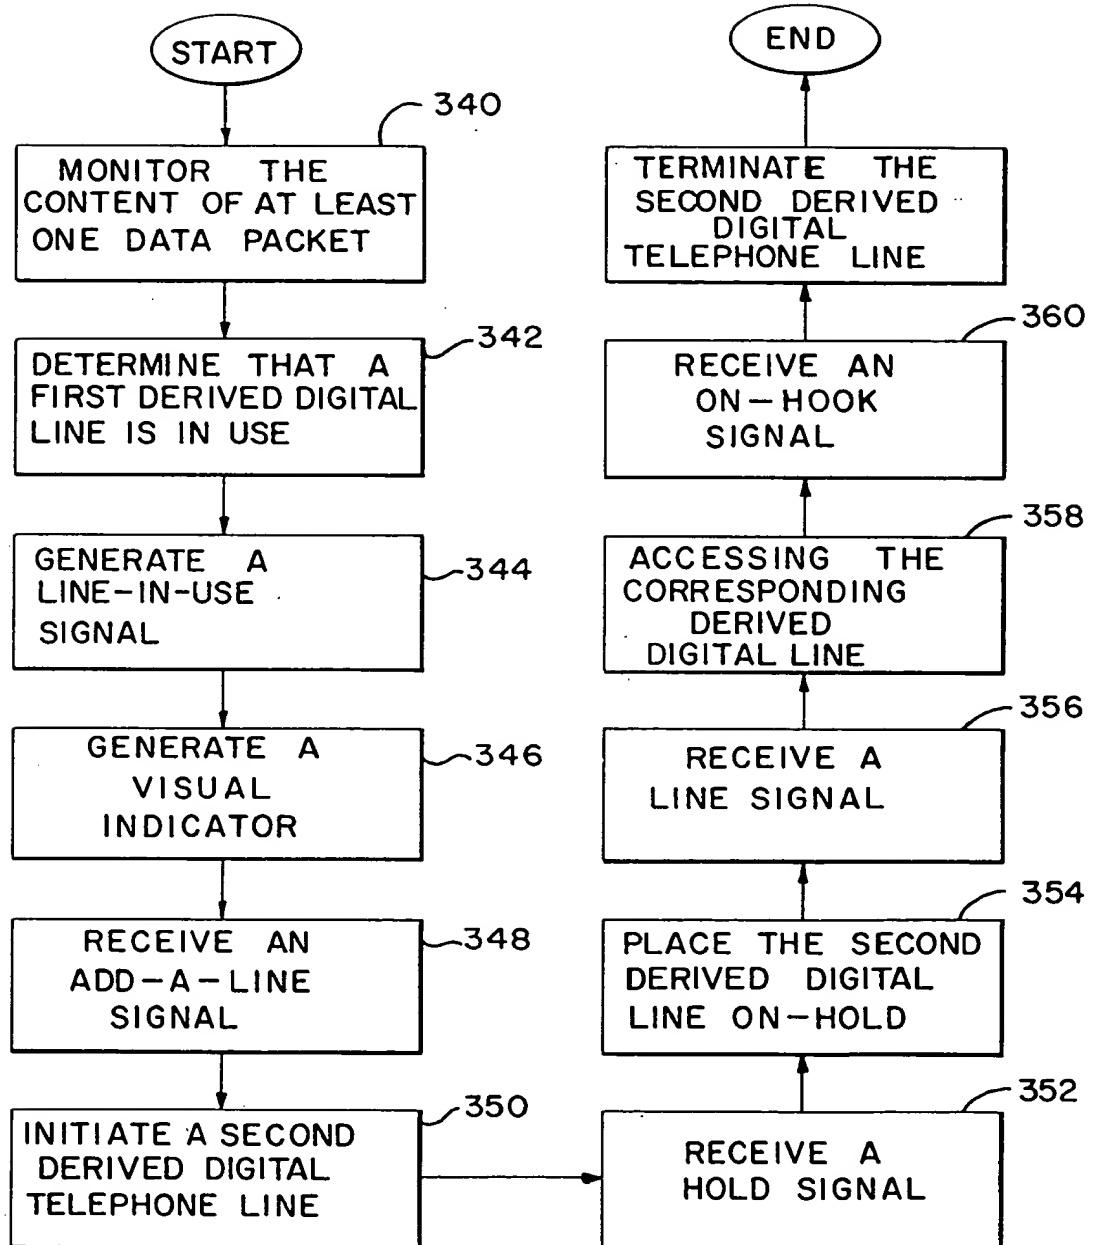 START
340
MONITOR THE
CONTENT OF AT LEAST
ONE DATA PACKET
342
DETERMINE THAT A
FIRST DERIVED DIGITAL
LINE IS IN USE
344
GENERATE A
LINE-IN-USE
SIGNAL
346
GENERATE A
VISUAL
INDICATOR
348
RECEIVE AN
ADD-A-LINE
SIGNAL
350
INITIATE A SECOND
DERIVED DIGITAL
TELEPHONE LINE
352
RECEIVE A
HOLD SIGNAL
354
PLACE THE SECOND
DERIVED DIGITAL
LINE ON-HOLD
356
RECEIVE A
LINE SIGNAL
358
ACCESSING THE
CORRESPONDING
DERIVED
DIGITAL LINE
360
RECEIVE AN
ON-HOOK
SIGNAL
TERMINATE THE
SECOND DERIVED
DIGITAL
TELEPHONE LINE
END